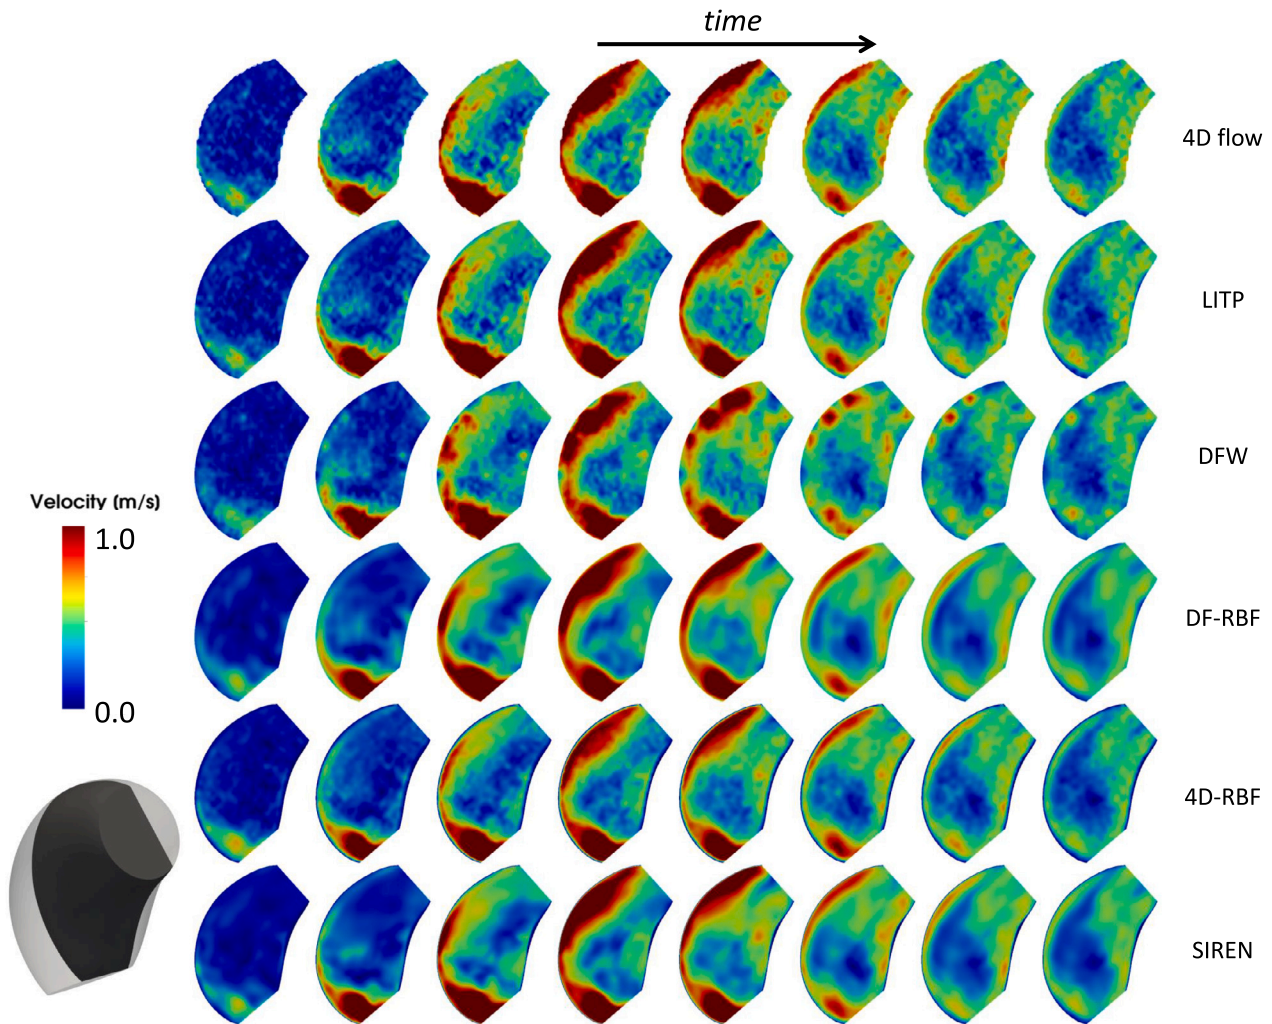 time
4D flow
LITP
DFW
Velocity (m/s)
1.0
0.0
DF-RBF
4D-RBF
SIREN